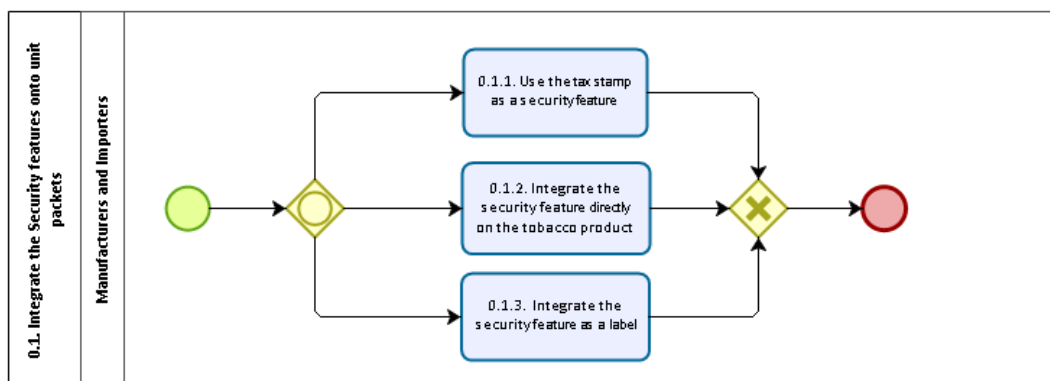 0.1. Integrate the Security features onto unit
packets
Manufacturers and Importers
0.1.1. Use the tax stamp
as a security feature
0.1.2. Integrate the
security feature directly
on the tobacco product
0.1.3. Integrate the
security feature as a label